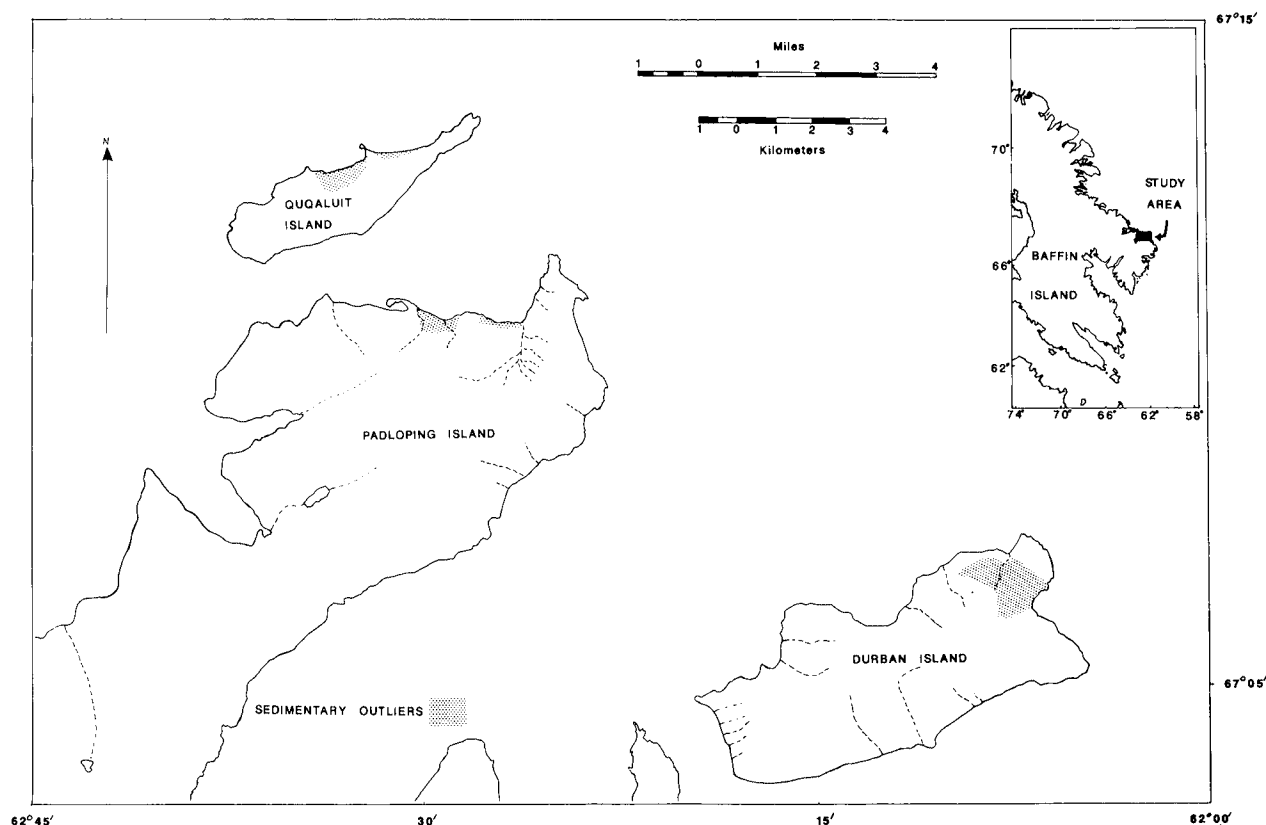 67°15'
Miles
1 0 1 2 3 4
1 0 1 2 3 4
Kilometers
N
QUQALUIT
ISLAND
70°
STUDY
AREA
66°
BAFFIN
ISLAND
62°
D
74° 70° 66° 62° 58°
PADLOPING ISLAND
DURBAN ISLAND
67°05'
SEDIMENTARY OUTLIERS
62°45' 30' 15' 62°00'